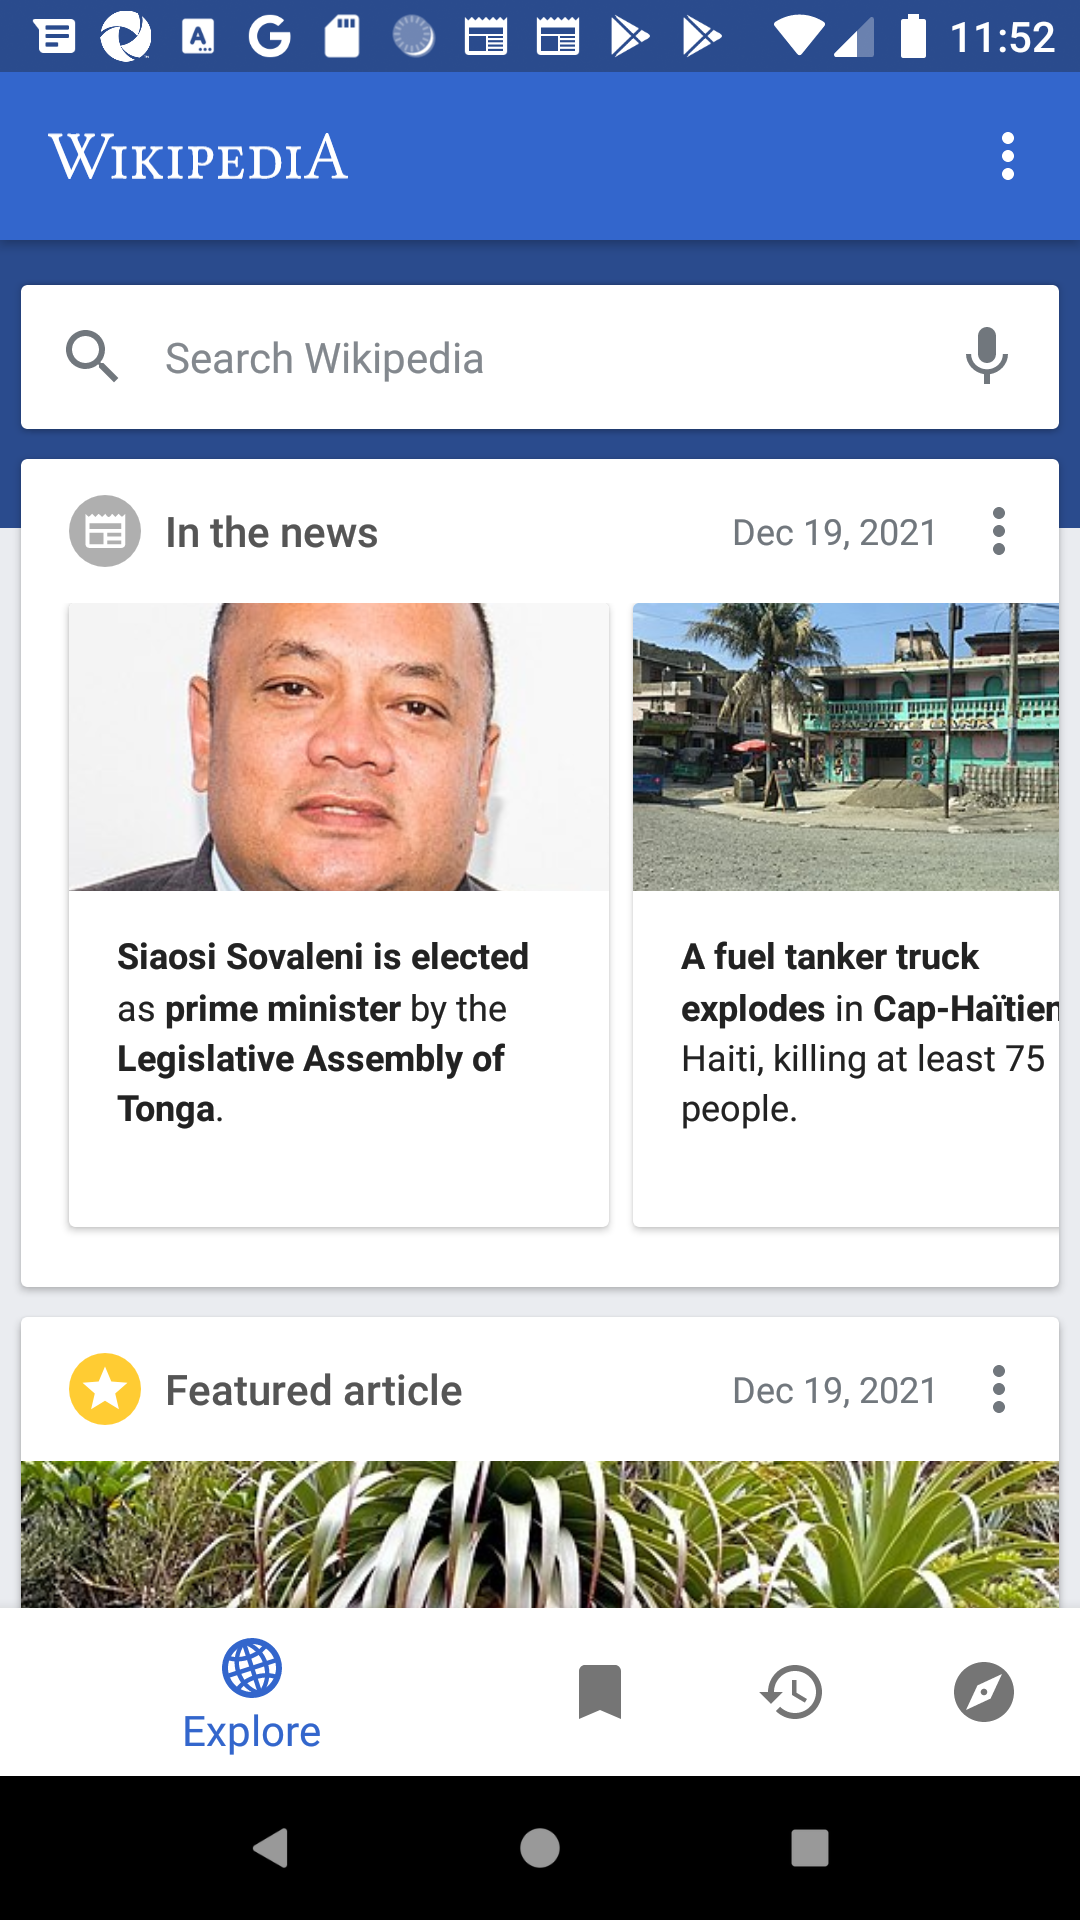 11:52
WIKIPEDIA
Search Wikipedia
In the news
Dec 19, 2021
Siaosi Sovaleni is elected
as prime minister by the
Legislative Assembly of
Tonga.
RAPIDITE BANK
A fuel tanker truck
explodes in Cap-Haïtien
Haiti, killing at least 75
people.
Featured article
Dec 19, 2021
Explore